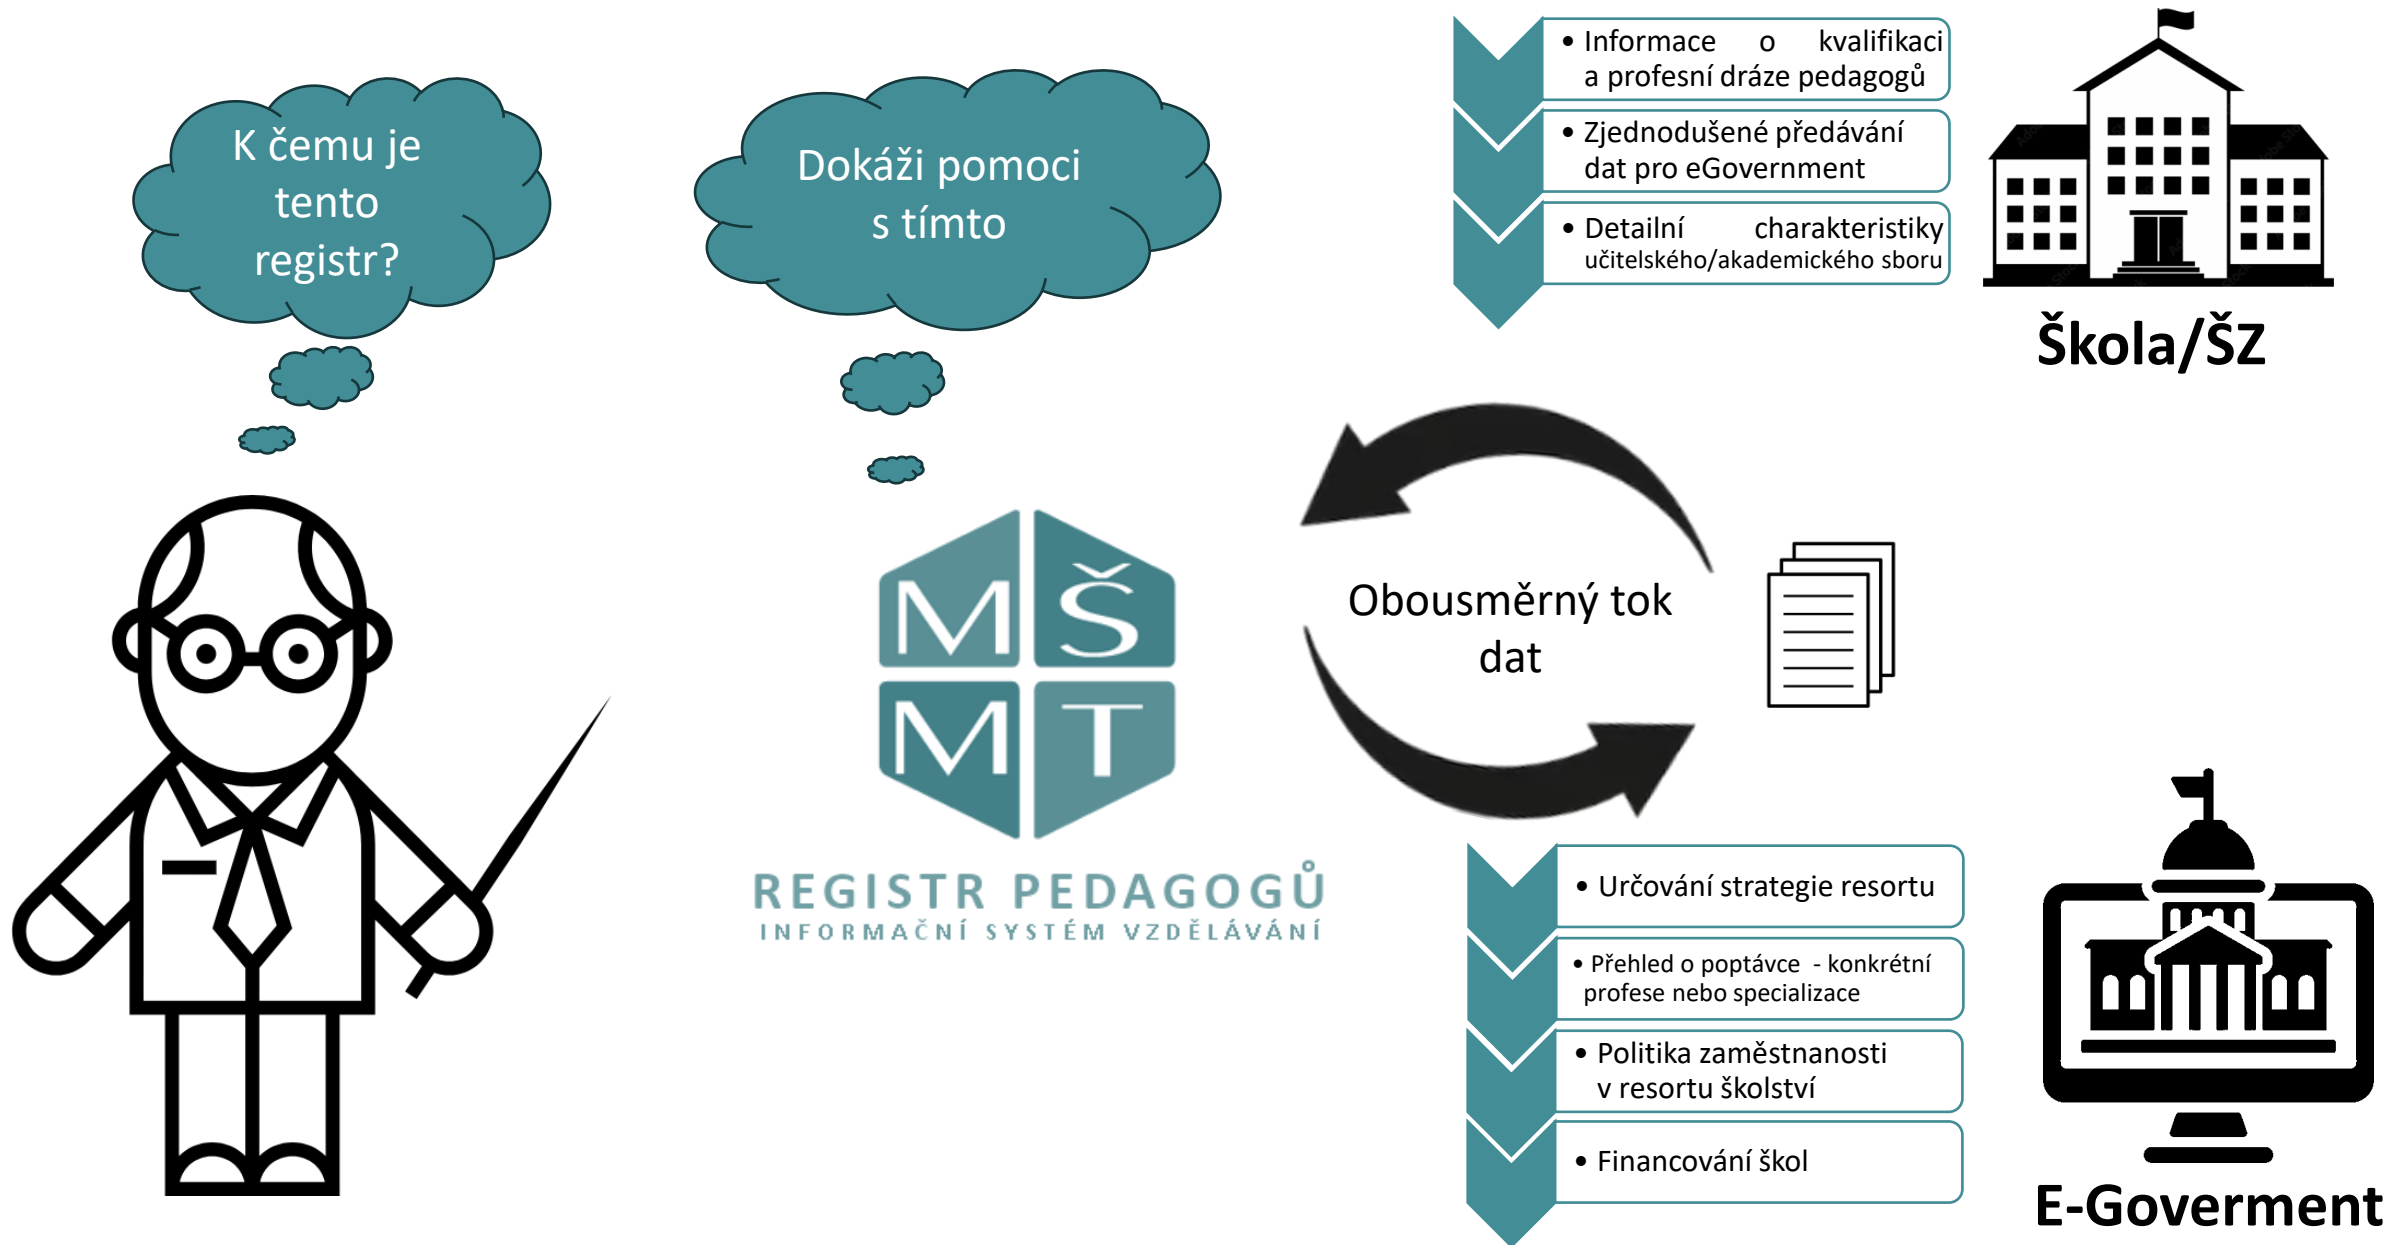 K čemu je
tento
registr?
Dokáži pomoci
s tímto
• Informace o kvalifikaci
a profesní dráze pedagogů
• Zjednodušené předávání
dat pro eGovernment
• Detailní charakteristiky
učitelského/akademického sboru
Škola/ŠZ
MŠ
MT
REGISTR PEDAGOGŮ
INFORMAČNÍ SYSTÉM VZDĚLÁVÁNÍ
Obousměrný tok
dat
• Určování strategie resortu
• Přehled o poptávce - konkrétní
profese nebo specializace
• Politika zaměstnanosti
v resortu školství
• Financování škol
E-Goverment